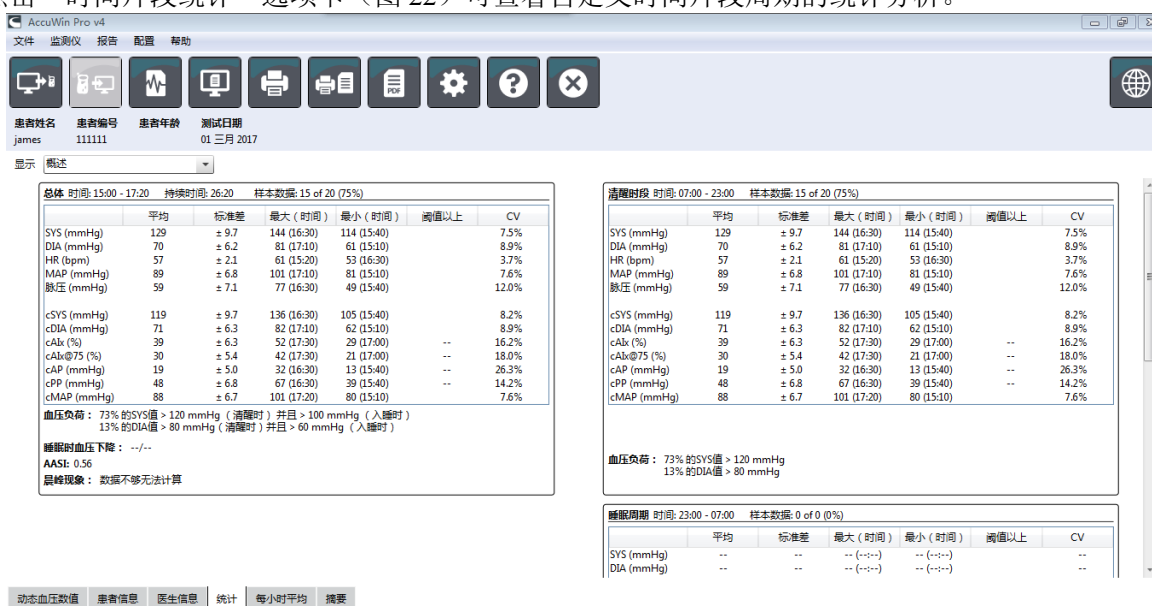 时间片段统计 选项卡（图 22）可查看自定义时间片段周期的统计分析。
AccuWin Pro v4
文件 监测仪 报告 配置 帮助
PDF
患者姓名 患者编号 患者年龄 测试日期
james 111111 01 三月 2017
显示 概述
总体 时间: 15:00 - 17:20 持续时间: 26:20 样本数据: 15 of 20 (75%)
平均 标准差 最大（时间） 最小（时间） 阈值以上 CV
SYS (mmHg) 129 ± 9.7 144 (16:30) 114 (15:40) 7.5%
DIA (mmHg) 70 ± 6.2 81 (17:10) 61 (15:10) 8.9%
HR (bpm) 57 ± 2.1 61 (15:20) 53 (16:30) 3.7%
MAP (mmHg) 89 ± 6.8 101 (17:10) 81 (15:10) 7.6%
脉压 (mmHg) 59 ± 7.1 77 (16:30) 49 (15:40) 12.0%
cSYS (mmHg) 119 ± 9.7 136 (16:30) 105 (15:40) 8.2%
cDIA (mmHg) 71 ± 6.3 82 (17:10) 62 (15:10) 8.9%
cAIx (%) 39 ± 6.3 52 (17:30) 29 (17:00) -- 16.2%
cAIx@75 (%) 30 ± 5.4 42 (17:30) 21 (17:00) -- 18.0%
cAP (mmHg) 19 ± 5.0 32 (16:30) 13 (15:40) -- 26.3%
cPP (mmHg) 48 ± 6.8 67 (16:30) 39 (15:40) -- 14.2%
cMAP (mmHg) 88 ± 6.7 101 (17:20) 80 (15:10) 7.6%
血压负荷： 73% 的SYS值 > 120 mmHg （清醒时）并且 > 100 mmHg （入睡时）
13% 的DIA值 > 80 mmHg（清醒时）并且 > 60 mmHg （入睡时）
睡眠时血压下降： --/--
AASI: 0.56
晨峰现象： 数据不够无法计算
清醒时段 时间: 07:00 - 23:00 样本数据: 15 of 20 (75%)
平均 标准差 最大（时间） 最小（时间） 阈值以上 CV
SYS (mmHg) 129 ± 9.7 144 (16:30) 114 (15:40) 7.5%
DIA (mmHg) 70 ± 6.2 81 (17:10) 61 (15:10) 8.9%
HR (bpm) 57 ± 2.1 61 (15:20) 53 (16:30) 3.7%
MAP (mmHg) 89 ± 6.8 101 (17:10) 81 (15:10) 7.6%
脉压 (mmHg) 59 ± 7.1 77 (16:30) 49 (15:40) 12.0%
cSYS (mmHg) 119 ± 9.7 136 (16:30) 105 (15:40) 8.2%
cDIA (mmHg) 71 ± 6.3 82 (17:10) 62 (15:10) 8.9%
cAIx (%) 39 ± 6.3 52 (17:30) 29 (17:00) -- 16.2%
cAIx@75 (%) 30 ± 5.4 42 (17:30) 21 (17:00) -- 18.0%
cAP (mmHg) 19 ± 5.0 32 (16:30) 13 (15:40) -- 26.3%
cPP (mmHg) 48 ± 6.8 67 (16:30) 39 (15:40) -- 14.2%
cMAP (mmHg) 88 ± 6.7 101 (17:20) 80 (15:10) 7.6%
血压负荷： 73% 的SYS值 > 120 mmHg
13% 的DIA值 > 80 mmHg
睡眠周期 时间: 23:00 - 07:00 样本数据: 0 of 0 (0%)
平均 标准差 最大（时间） 最小（时间） 阈值以上 CV
SYS (mmHg) -- -- -- (--:--) -- (--:--) --
DIA (mmHg) -- -- -- (--:--) -- (--:--) --
动态血压数值 患者信息 医生信息 统计 每小时平均 摘要